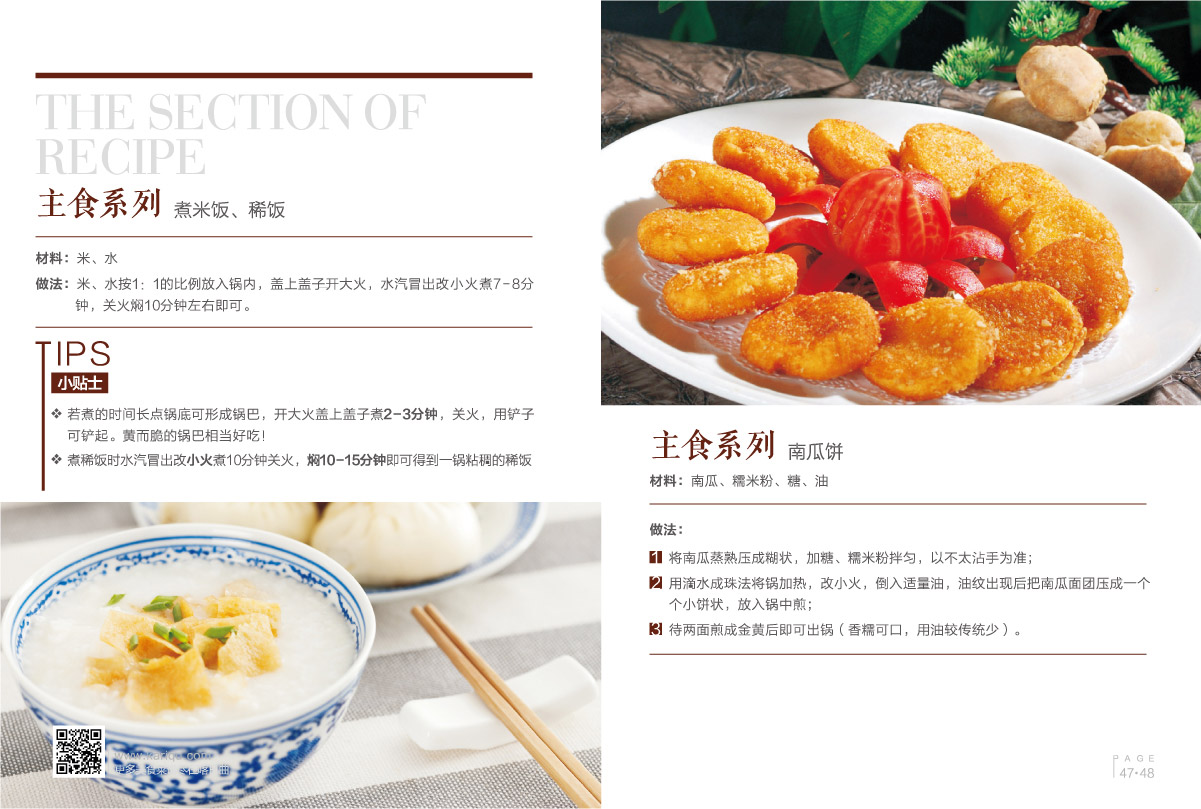 THE SECTION OF
RECIPE
主食系列 煮米饭、稀饭
材料：米、水
做法：米、水按1：1的比例放入锅内，盖上盖子开大火，水汽冒出改小火煮7-8分
钟，关火焖10分钟左右即可。
TIPS
小贴士
❖ 若煮的时间长点锅底可形成锅巴，开大火盖上盖子煮2-3分钟，关火，用铲子
可铲起。黄而脆的锅巴相当好吃！
❖ 煮稀饭时水汽冒出改小火煮10分钟关火，焖10-15分钟即可得到一锅粘稠的稀饭
主食系列 南瓜饼
材料：南瓜、糯米粉、糖、油
做法：
1 将南瓜蒸熟压成糊状，加糖、糯米粉拌匀，以不太沾手为准；
2 用滴水成珠法将锅加热，改小火，倒入适量油，油纹出现后把南瓜面团压成一个
个小饼状，放入锅中煎；
3 待两面煎成金黄后即可出锅（香糯可口，用油较传统少）。
PAGE
47·48